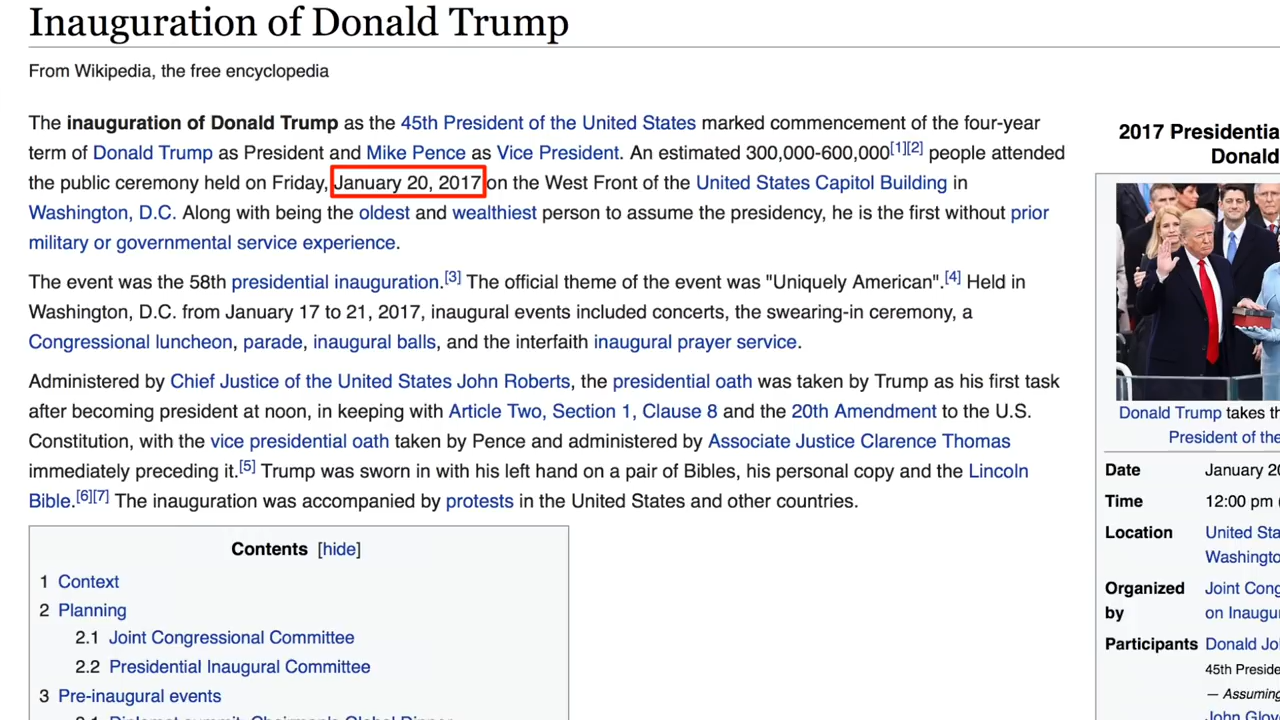 Inauguration of Donald Trump
From Wikipedia, the free encyclopedia
The inauguration of Donald Trump as the 45th President of the United States marked commencement of the four-year
term of Donald Trump as President and Mike Pence as Vice President. An estimated 300,000-600,000[1][2] people attended
the public ceremony held on Friday, January 20, 2017 on the West Front of the United States Capitol Building in
Washington, D.C. Along with being the oldest and wealthiest person to assume the presidency, he is the first without prior
military or governmental service experience.
The event was the 58th presidential inauguration.[3] The official theme of the event was "Uniquely American".[4] Held in
Washington, D.C. from January 17 to 21, 2017, inaugural events included concerts, the swearing-in ceremony, a
Congressional luncheon, parade, inaugural balls, and the interfaith inaugural prayer service.
Administered by Chief Justice of the United States John Roberts, the presidential oath was taken by Trump as his first task
after becoming president at noon, in keeping with Article Two, Section 1, Clause 8 and the 20th Amendment to the U.S.
Constitution, with the vice presidential oath taken by Pence and administered by Associate Justice Clarence Thomas
immediately preceding it.[5] Trump was sworn in with his left hand on a pair of Bibles, his personal copy and the Lincoln
Bible.[6][7] The inauguration was accompanied by protests in the United States and other countries.
Contents [hide]
1 Context
2 Planning
2.1 Joint Congressional Committee
2.2 Presidential Inaugural Committee
3 Pre-inaugural events
2017 Presidentia
Donald
Donald Trump takes th
President of the
Date January 20
Time 12:00 pm (
Location United Sta
Washingto
Organized Joint Cong
by on Inaugu
Participants Donald Jo
45th Preside
— Assuming
John Glov